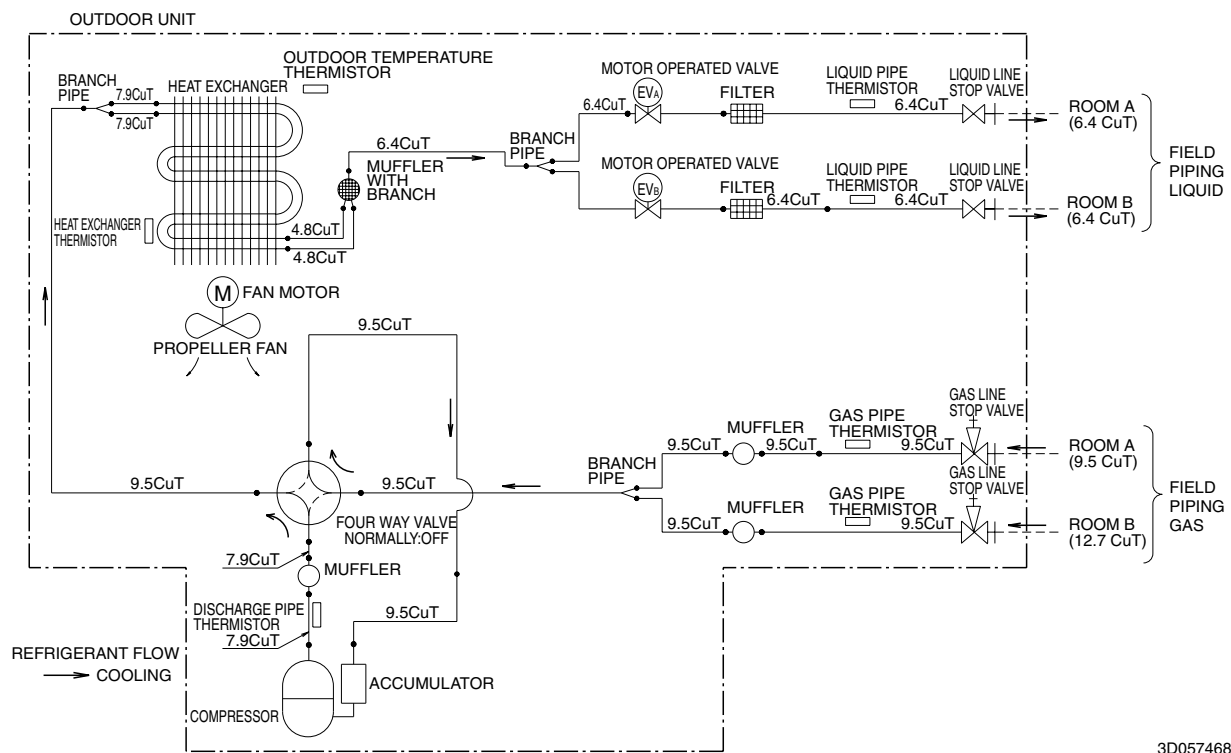 OUTDOOR UNIT
OUTDOOR TEMPERATURE
THERMISTOR
BRANCH
PIPE
7.9CuT
7.9CuT
HEAT EXCHANGER
HEAT EXCHANGER
THERMISTOR
4.8CuT
4.8CuT
6.4CuT
MUFFLER
WITH
BRANCH
BRANCH
PIPE
MOTOR OPERATED VALVE
6.4CuT
EVA
FILTER
LIQUID PIPE
THERMISTOR
6.4CuT
LIQUID LINE
STOP VALVE
ROOM A
(6.4 CuT)
MOTOR OPERATED VALVE
EVB
FILTER
6.4CuT
LIQUID PIPE
THERMISTOR
6.4CuT
LIQUID LINE
STOP VALVE
ROOM B
(6.4 CuT)
FIELD
PIPING
LIQUID
M
FAN MOTOR
PROPELLER FAN
9.5CuT
9.5CuT
9.5CuT
FOUR WAY VALVE
NORMALLY:OFF
BRANCH
PIPE
9.5CuT
MUFFLER
9.5CuT
GAS PIPE
THERMISTOR
9.5CuT
GAS LINE
STOP VALVE
ROOM A
(9.5 CuT)
9.5CuT
MUFFLER
GAS PIPE
THERMISTOR
9.5CuT
GAS LINE
STOP VALVE
ROOM B
(12.7 CuT)
FIELD
PIPING
GAS
7.9CuT
MUFFLER
DISCHARGE PIPE
THERMISTOR
7.9CuT
9.5CuT
ACCUMULATOR
COMPRESSOR
REFRIGERANT FLOW
COOLING
3D057468